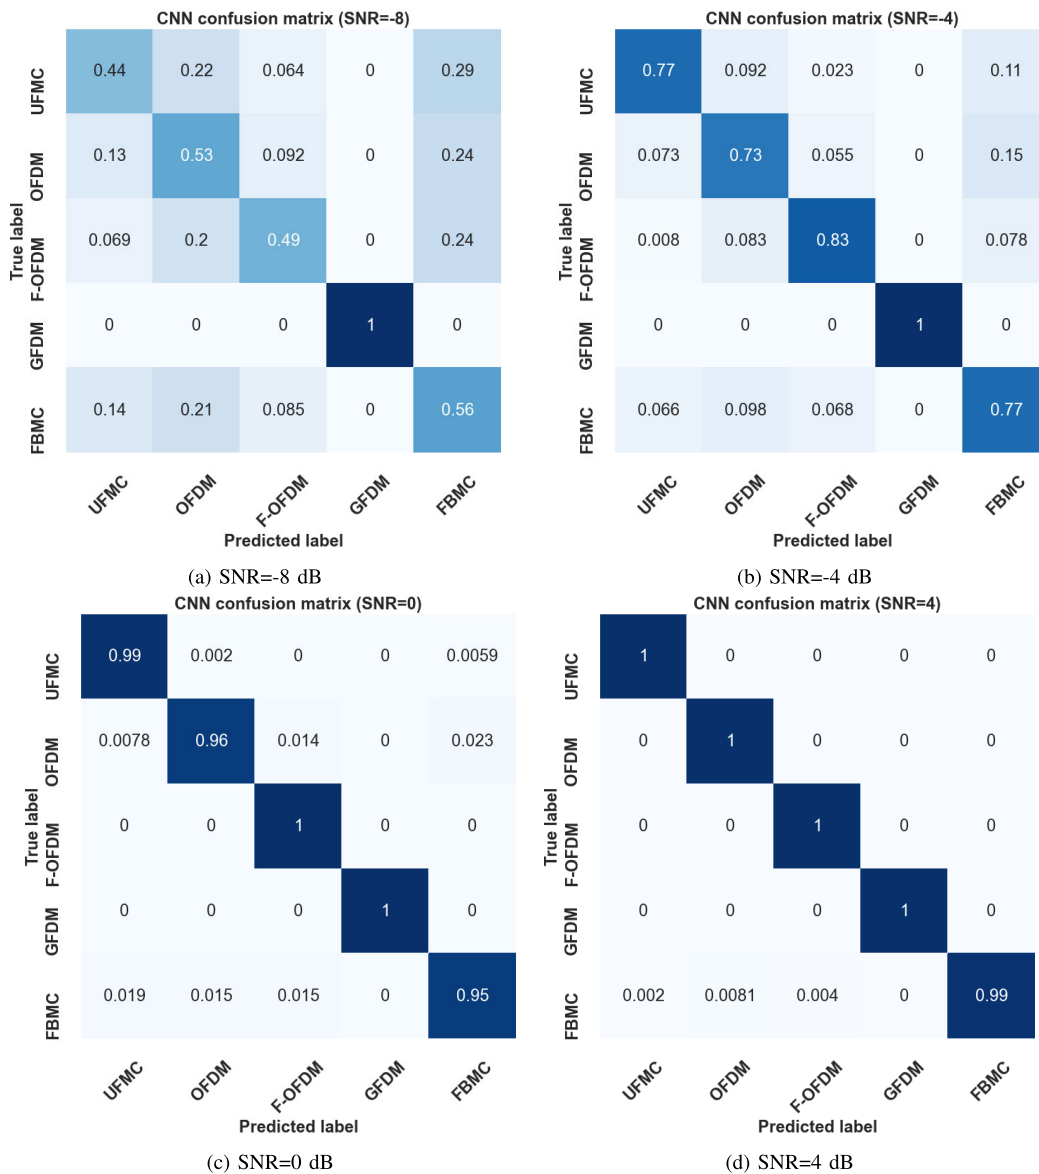 CNN confusion matrix (SNR=-8)
True label
UFMC 0.44 0.22 0.064 0 0.29
OFDM 0.13 0.53 0.092 0 0.24
F-OFDM 0.069 0.2 0.49 0 0.24
GFDM 0 0 0 1 0
FBMC 0.14 0.21 0.085 0 0.56
UFMC OFDM F-OFDM GFDM FBMC
Predicted label
(a) SNR=-8 dB
CNN confusion matrix (SNR=-4)
True label
UFMC 0.77 0.092 0.023 0 0.11
OFDM 0.073 0.73 0.055 0 0.15
F-OFDM 0.008 0.083 0.83 0 0.078
GFDM 0 0 0 1 0
FBMC 0.066 0.098 0.068 0 0.77
UFMC OFDM F-OFDM GFDM FBMC
Predicted label
(b) SNR=-4 dB
CNN confusion matrix (SNR=0)
True label
UFMC 0.99 0.002 0 0 0.0059
OFDM 0.0078 0.96 0.014 0 0.023
F-OFDM 0 0 1 0 0
GFDM 0 0 0 1 0
FBMC 0.019 0.015 0.015 0 0.95
UFMC OFDM F-OFDM GFDM FBMC
Predicted label
(c) SNR=0 dB
CNN confusion matrix (SNR=4)
True label
UFMC 1 0 0 0 0
OFDM 0 1 0 0 0
F-OFDM 0 0 1 0 0
GFDM 0 0 0 1 0
FBMC 0.002 0.0081 0.004 0 0.99
UFMC OFDM F-OFDM GFDM FBMC
Predicted label
(d) SNR=4 dB